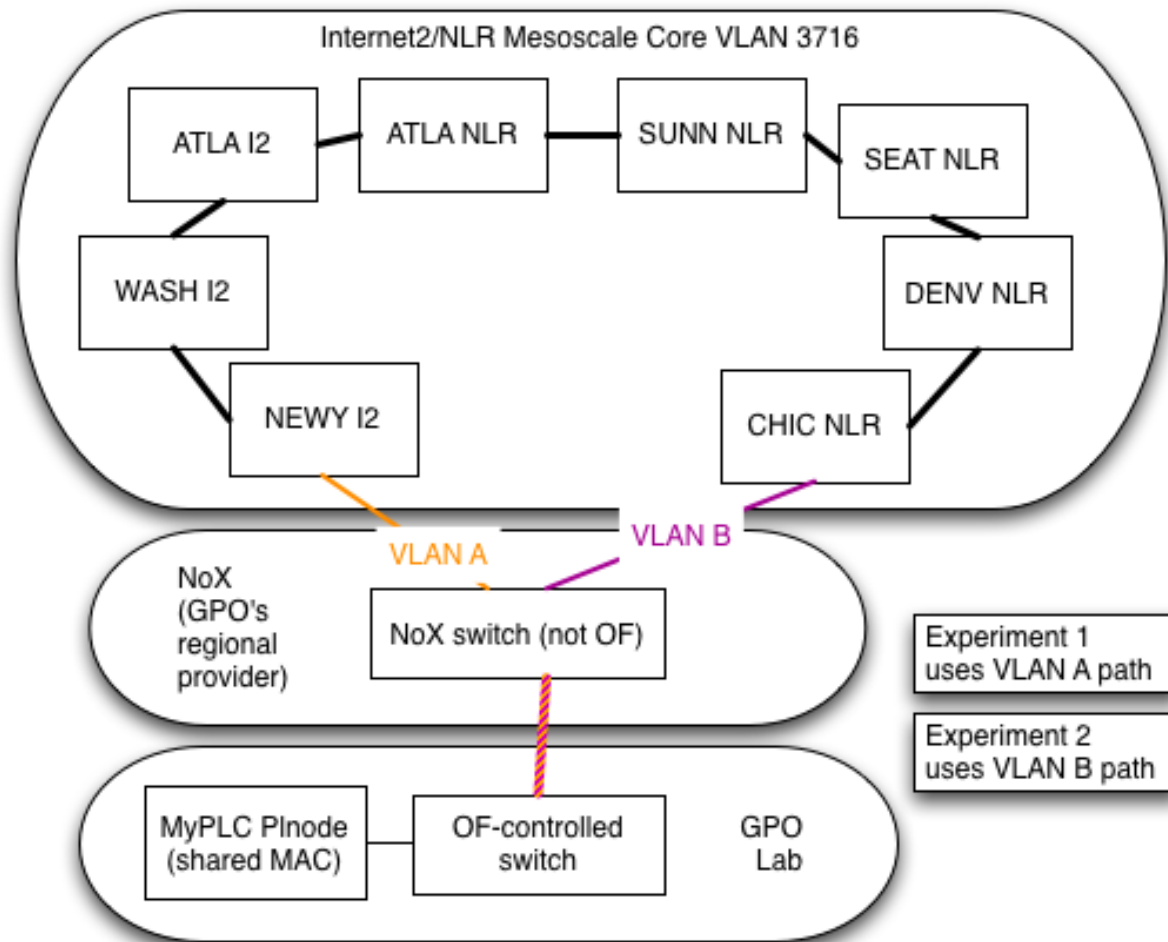 Internet2/NLR Mesoscale Core VLAN 3716
ATLA I2
ATLA NLR
SUNN NLR
SEAT NLR
WASH I2
DENV NLR
NEWY I2
CHIC NLR
VLAN A
VLAN B
NoX
(GPO's
regional
provider)
NoX switch (not OF)
Experiment 1
uses VLAN A path
Experiment 2
uses VLAN B path
MyPLC Plnode
(shared MAC)
OF-controlled
switch
GPO
Lab